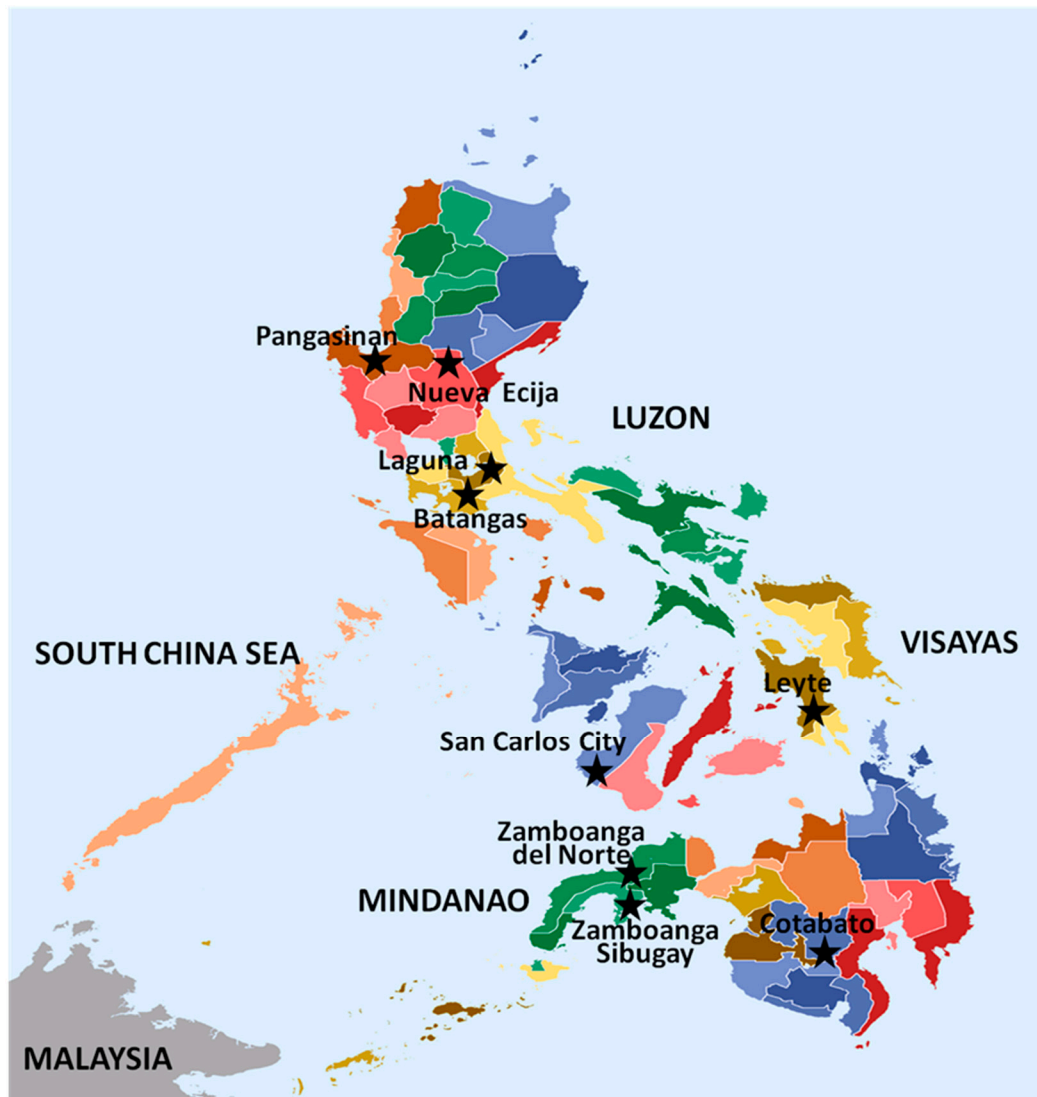 Pangasinan
Nueva Ecija
LUZON
Laguna
Batangas
SOUTH CHINA SEA
VISAYAS
Leyte
San Carlos City
Zamboanga
del Norte
MINDANAO
Zamboanga
Sibugay
Cotabato
MALAYSIA